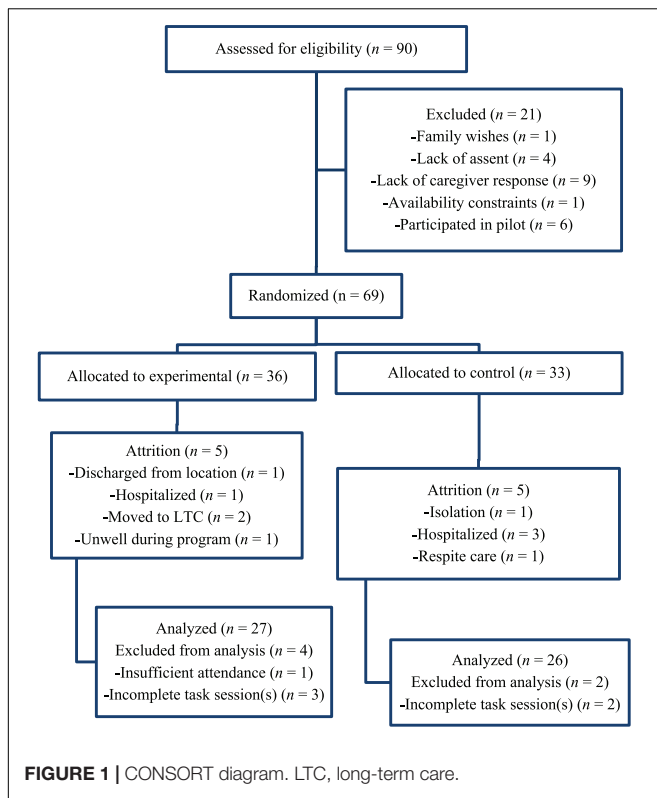 Assessed for eligibility (n = 90)
Excluded (n = 21)
-Family wishes (n = 1)
-Lack of assent (n = 4)
-Lack of caregiver response (n = 9)
-Availability constraints (n = 1)
-Participated in pilot (n = 6)
Randomized (n = 69)
Allocated to experimental (n = 36)
Allocated to control (n = 33)
Attrition (n = 5)
-Discharged from location (n = 1)
-Hospitalized (n = 1)
-Moved to LTC (n = 2)
-Unwell during program (n = 1)
Attrition (n = 5)
-Isolation (n = 1)
-Hospitalized (n = 3)
-Respite care (n = 1)
Analyzed (n = 27)
Excluded from analysis (n = 4)
-Insufficient attendance (n = 1)
-Incomplete task session(s) (n = 3)
Analyzed (n = 26)
Excluded from analysis (n = 2)
-Incomplete task session(s) (n = 2)
FIGURE 1 | CONSORT diagram. LTC, long-term care.